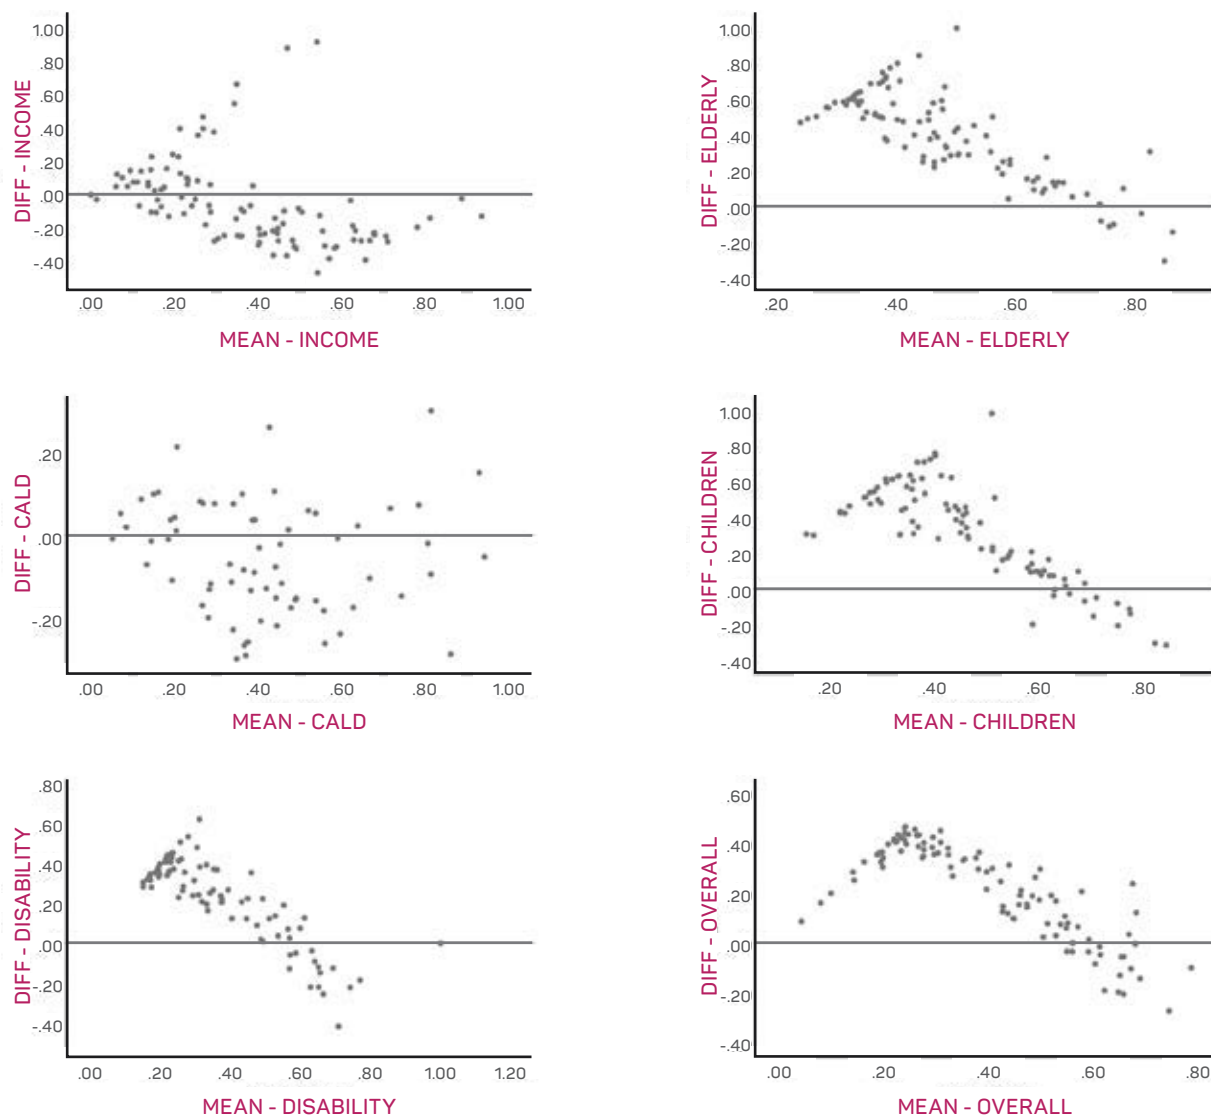 1.00
.80
.60
.40
.20
.00
-.20
-.40
DIFF - INCOME
.00 .20 .40 .60 .80 1.00
MEAN - INCOME
1.00
.80
.60
.40
.20
.00
-.20
-.40
DIFF - ELDERLY
.20 .40 .60 .80
MEAN - ELDERLY
.20
.00
-.20
DIFF - CALD
.00 .20 .40 .60 .80 1.00
MEAN - CALD
1.00
.80
.60
.40
.20
.00
-.20
-.40
DIFF - CHILDREN
.20 .40 .60 .80
MEAN - CHILDREN
.80
.60
.40
.20
.00
-.20
-.40
DIFF - DISABILITY
.00 .20 .40 .60 .80 1.00 1.20
MEAN - DISABILITY
.60
.40
.20
.00
-.20
-.40
DIFF - OVERALL
.00 .20 .40 .60 .80
MEAN - OVERALL